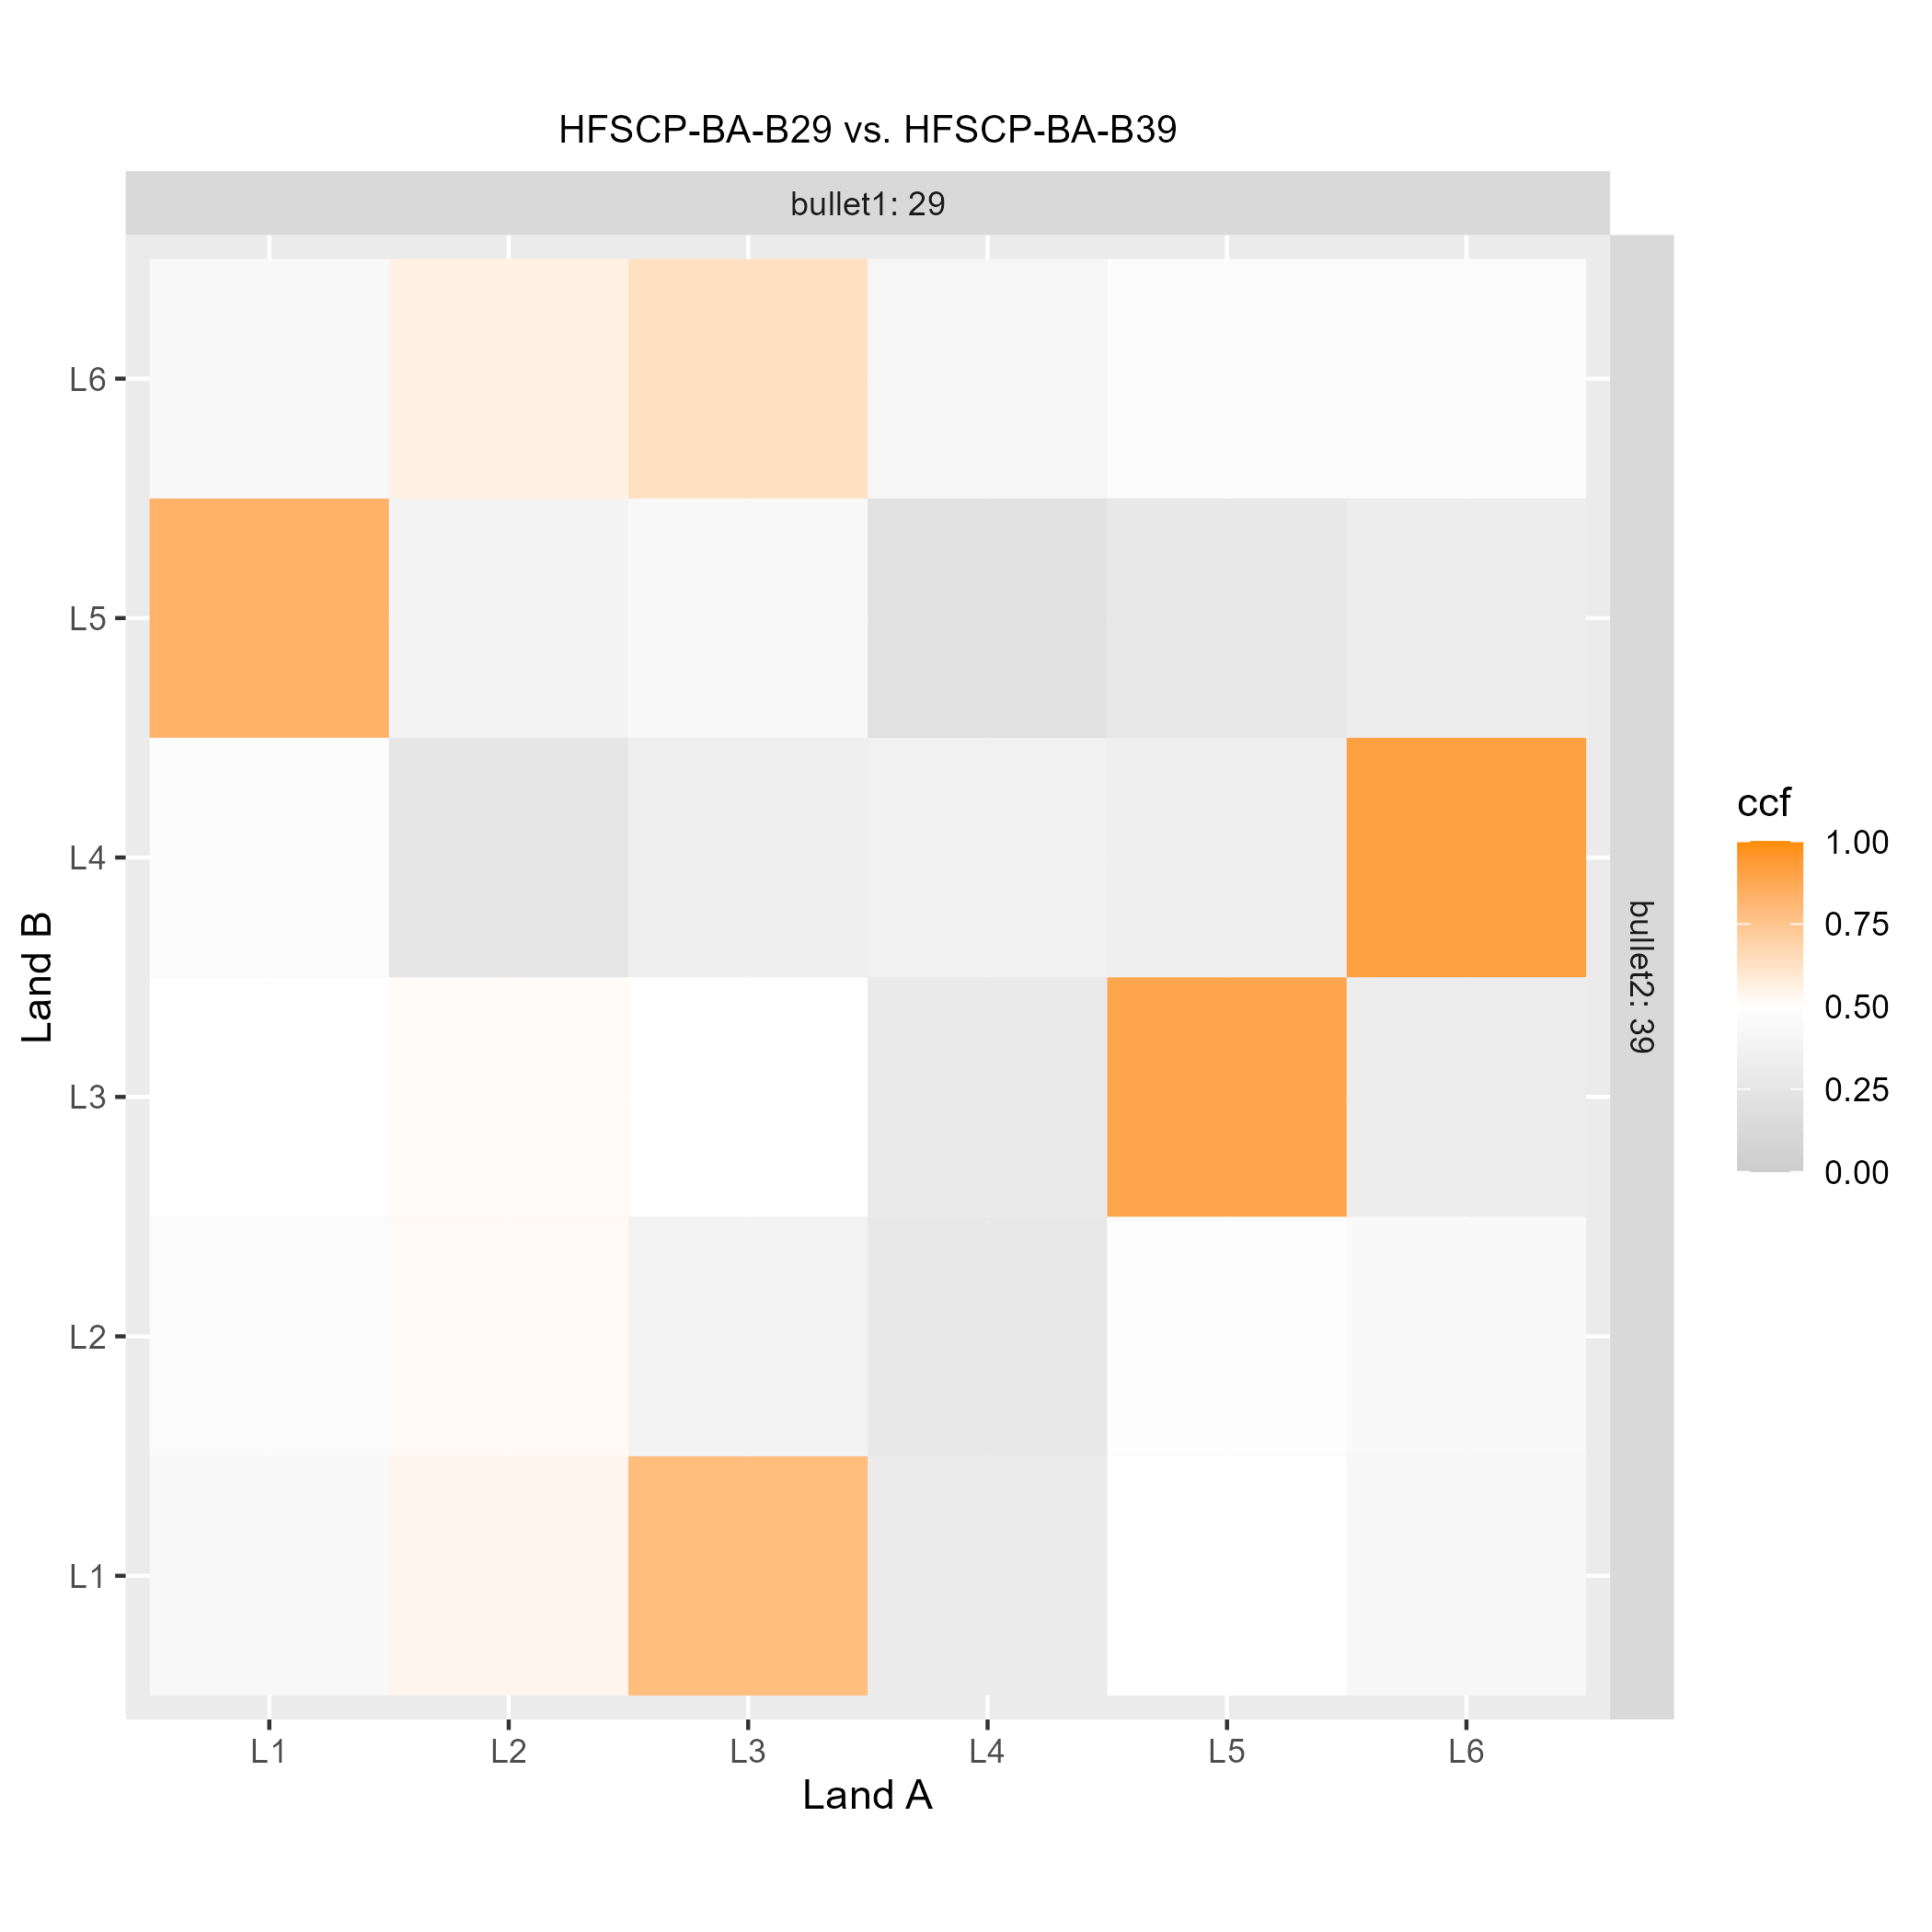 HFSCP-BA-B29 vs. HFSCP-BA-B39
bullet1: 29
L6
L5
L4
L3
L2
L1
Land B
bullet2: 39
ccf
1.00
0.75
0.50
0.25
0.00
L1 L2 L3 L4 L5 L6
Land A